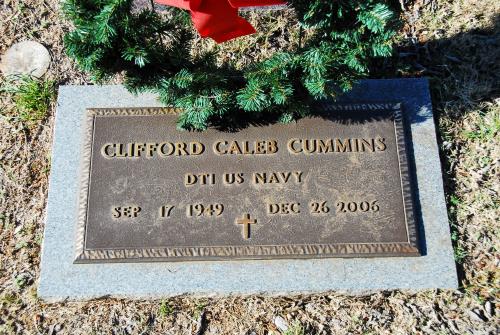 CLIFFORD CALEB CUMMINS
DT1 US NAVY
SEP 17 1949 DEC 26 2006